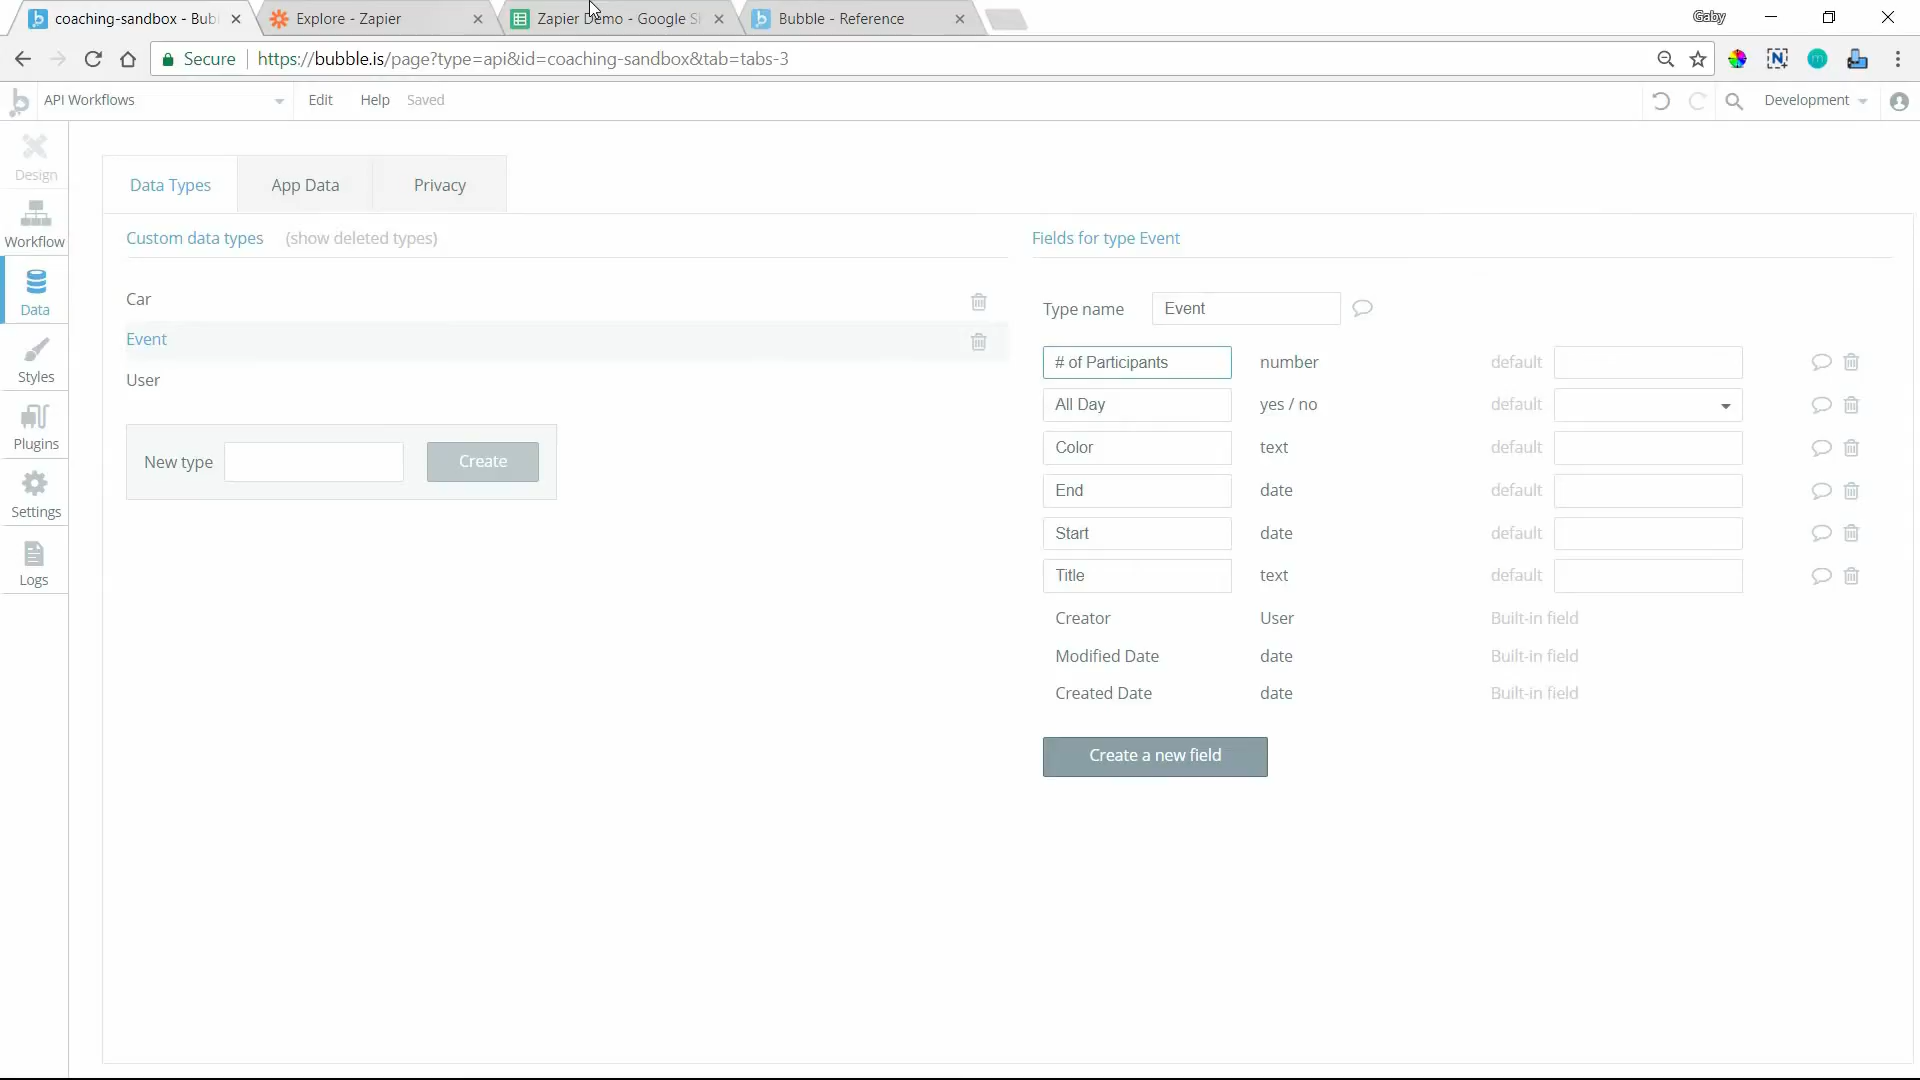 coaching-sandbox - Bub
Explore - Zapier
Zapier Demo - Google S
Bubble - Reference
Gaby
Secure
https://bubble.is/page?type=api&id=coaching-sandbox&tab=tabs-3
API Workflows
Edit
Help
Saved
Development
Design
Workflow
Data
Styles
Plugins
Settings
Logs
Data Types
App Data
Privacy
Custom data types
(show deleted types)
Car
Event
User
New type
Create
Fields for type Event
Type name
Event
# of Participants
number
default
All Day
yes / no
default
Color
text
default
End
date
default
Start
date
default
Title
text
default
Creator
User
Built-in field
Modified Date
date
Built-in field
Created Date
date
Built-in field
Create a new field